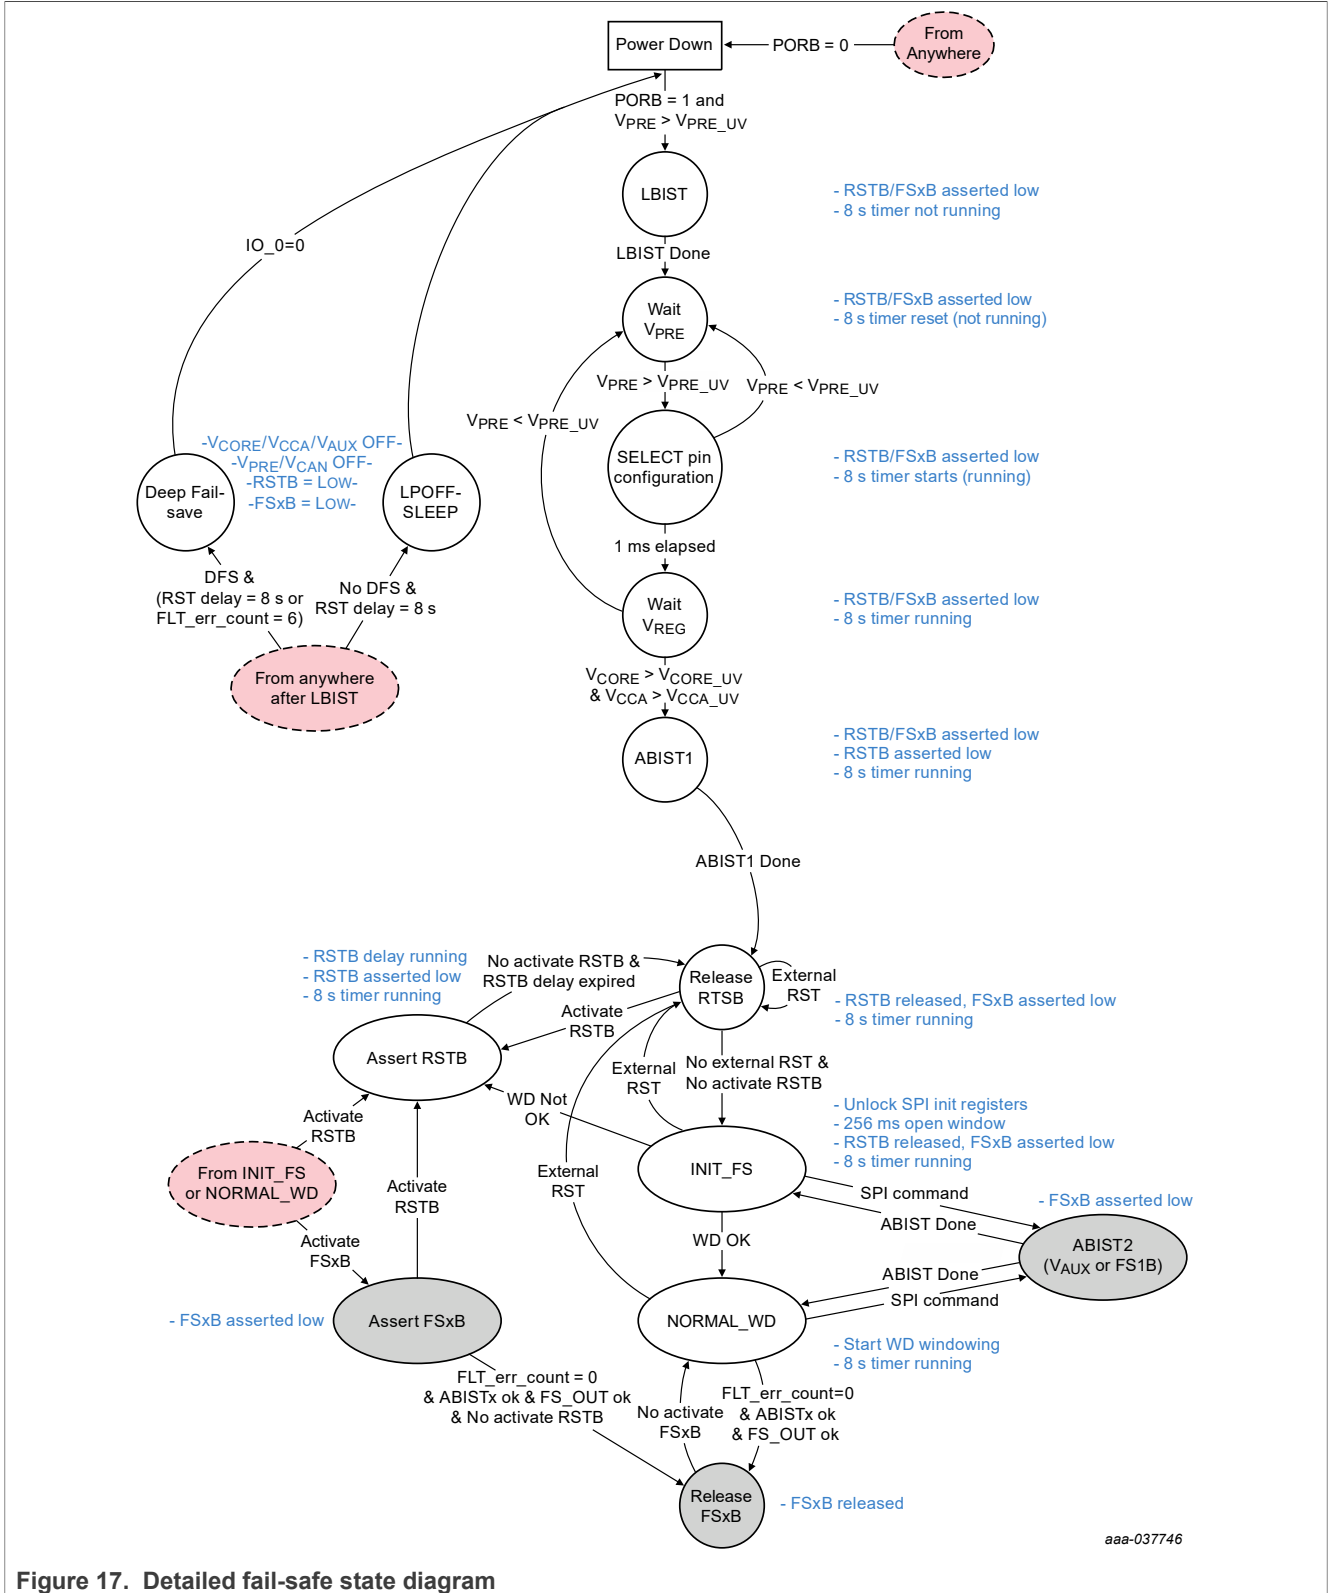 From
Anywhere
PORB = 0
Power Down
PORB = 1 and
VPRE > VPRE_UV
LBIST
- RSTB/FSxB asserted low
- 8 s timer not running
LBIST Done
IO_0=0
Wait
VPRE
- RSTB/FSxB asserted low
- 8 s timer reset (not running)
VPRE > VPRE_UV
VPRE < VPRE_UV
VPRE < VPRE_UV
SELECT pin
configuration
- RSTB/FSxB asserted low
- 8 s timer starts (running)
-VCORE/VCCA/VAUX OFF-
-VPRE/VCAN OFF-
-RSTB = LOW-
-FSxB = LOW-
Deep Fail-
save
LPOFF-
SLEEP
1 ms elapsed
DFS &
(RST delay = 8 s or
FLT_err_count = 6)
No DFS &
RST delay = 8 s
Wait
VREG
- RSTB/FSxB asserted low
- 8 s timer running
From anywhere
after LBIST
VCORE > VCORE_UV
& VCCA > VCCA_UV
ABIST1
- RSTB/FSxB asserted low
- RSTB asserted low
- 8 s timer running
ABIST1 Done
- RSTB delay running
- RSTB asserted low
- 8 s timer running
No activate RSTB &
RSTB delay expired
Release
RTSB
External
RST
- RSTB released, FSxB asserted low
- 8 s timer running
Activate
RSTB
Assert RSTB
External
RST
No external RST &
No activate RSTB
WD Not
OK
Activate
RSTB
- Unlock SPI init registers
- 256 ms open window
- RSTB released, FSxB asserted low
- 8 s timer running
From INIT_FS
or NORMAL_WD
Activate
RSTB
External
RST
INIT_FS
SPI command
ABIST Done
- FSxB asserted low
Activate
FSxB
WD OK
ABIST2
(VAUX or FS1B)
ABIST Done
SPI command
- FSxB asserted low
Assert FSxB
NORMAL_WD
- Start WD windowing
- 8 s timer running
FLT_err_count = 0
& ABISTx ok & FS_OUT ok
& No activate RSTB
No activate
FSxB
FLT_err_count=0
& ABISTx ok
& FS_OUT ok
Release
FSxB
- FSxB released
aaa-037746
Figure 17. Detailed fail-safe state diagram